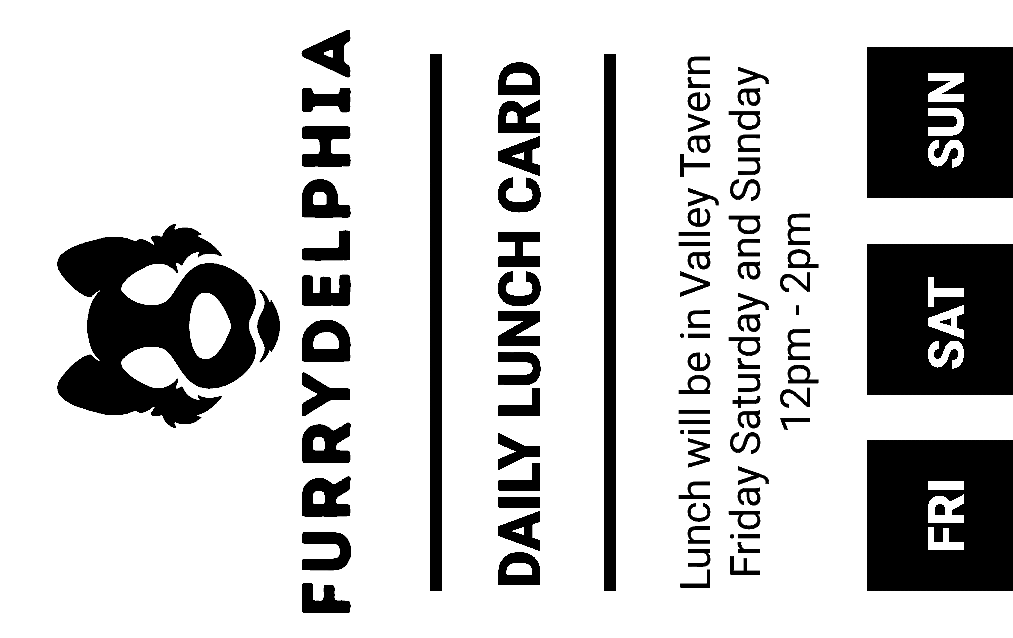 FURRYDELPHIA
DAILY LUNCH CARD
Lunch will be in Valley Tavern
Friday Saturday and Sunday
12pm - 2pm
FRI SAT SUN